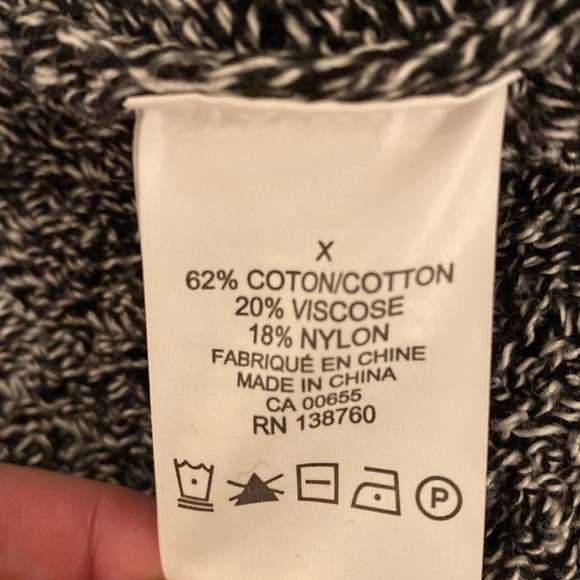 X
62% COTON/COTTON
20% VISCOSE
18% NYLON
FABRIQUÉ EN CHINE
MADE IN CHINA
CA 00655
RN 138760
P